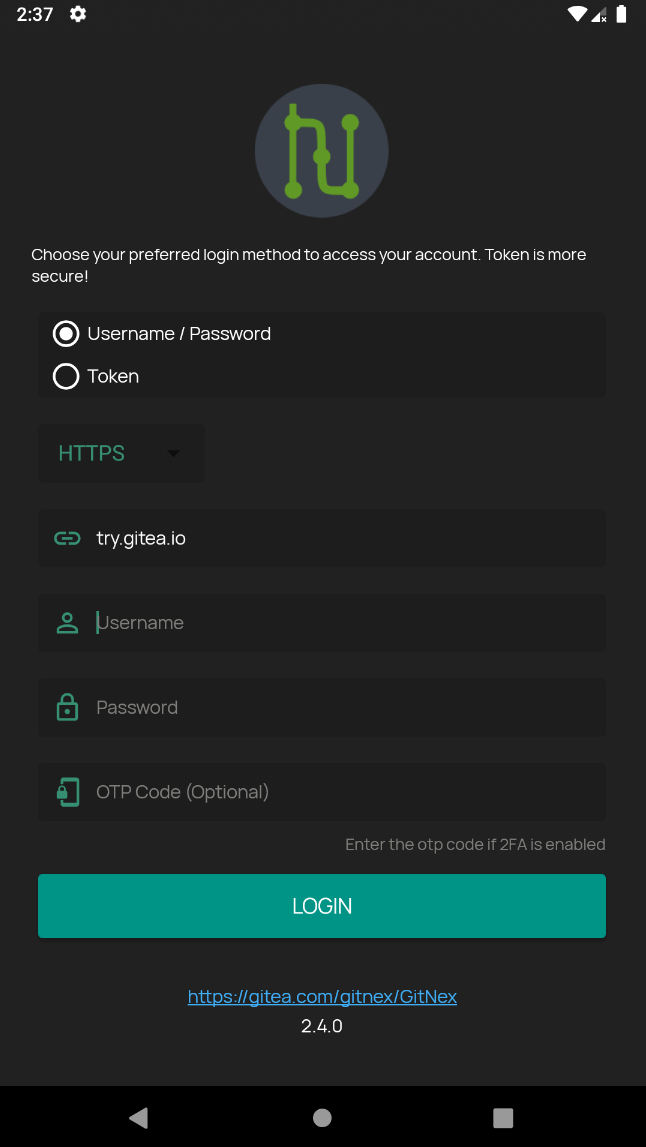 2:37
Choose your preferred login method to access your account. Token is more
secure!
Username / Password
Token
HTTPS
try.gitea.io
Username
Password
OTP Code (Optional)
Enter the otp code if 2FA is enabled
LOGIN
https://gitea.com/gitnex/GitNex
2.4.0